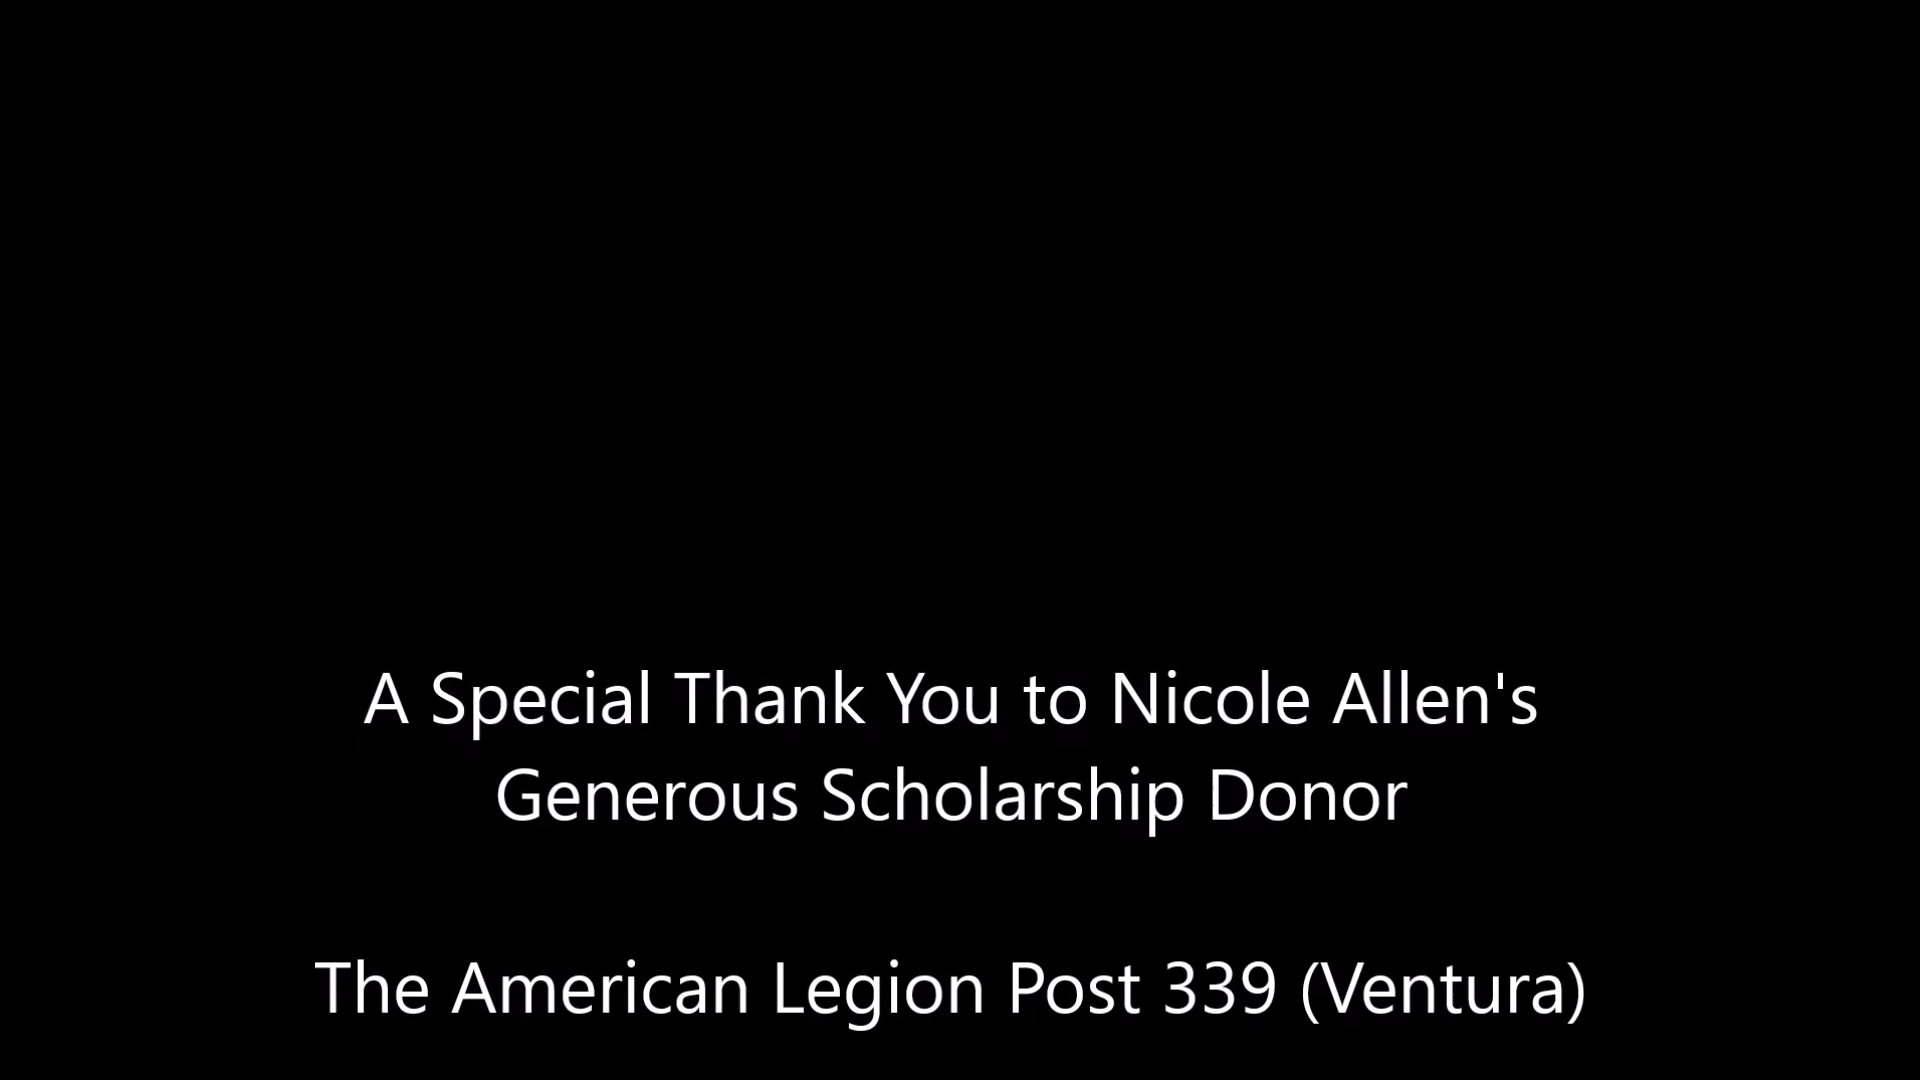 A Special Thank You to Nicole Allen's
Generous Scholarship Donor
The American Legion Post 339 (Ventura)